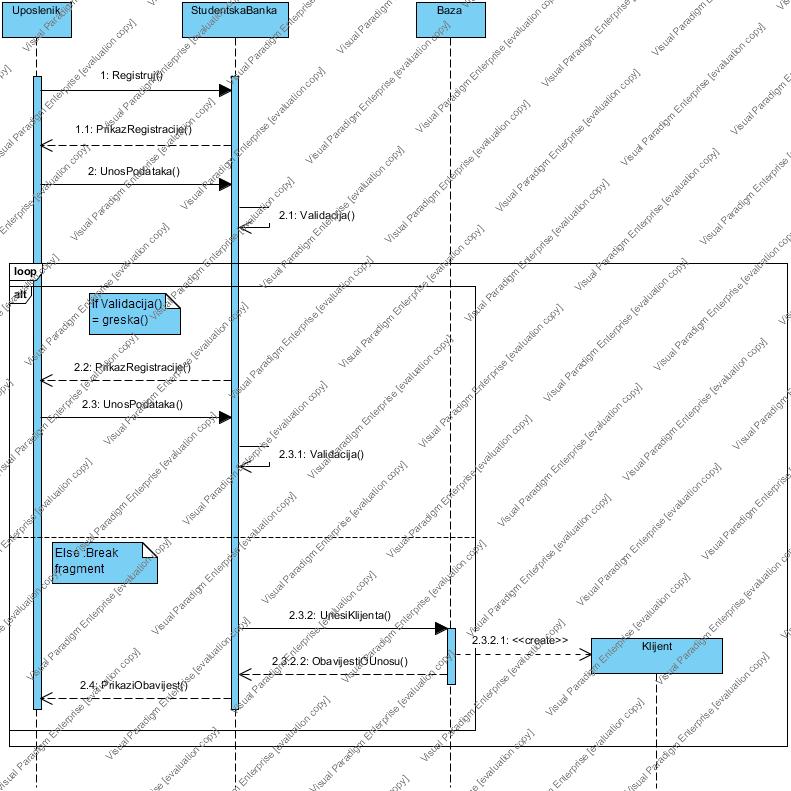 Uposlenik
StudentskaBanka
Baza
1: Registruj()
1.1: PrikazRegistracije()
2: UnosPodataka()
2.1: Validacija()
loop
alt
If Validacija()
= greska()
2.2: PrikazRegistracije()
2.3: UnosPodataka()
2.3.1: Validacija()
Else :Break
fragment
2.3.2: UnesiKlijenta()
2.3.2.1: <<create>>
Klijent
2.3.2.2: ObavijestiOUnosu()
2.4: PrikaziObavijest()
Visual Paradigm Enterprise [evaluation copy]